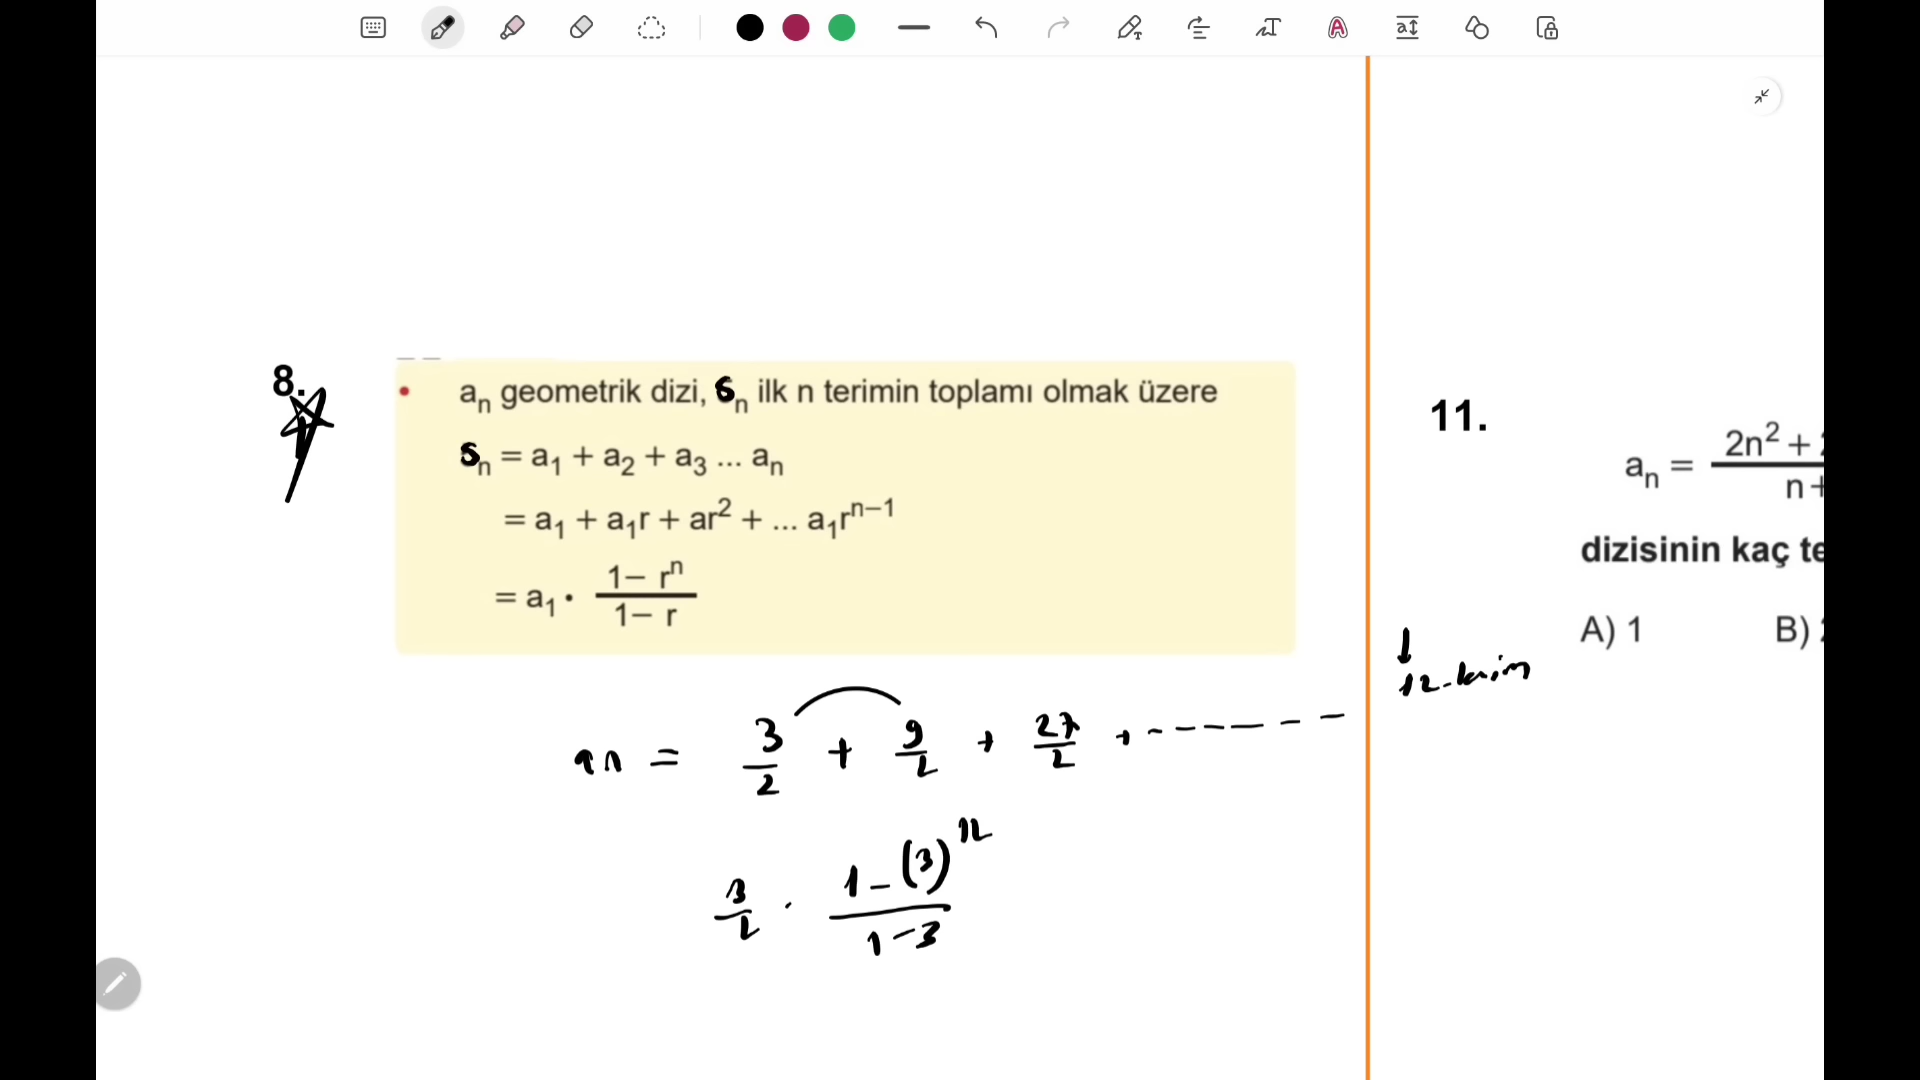 8.
• aₙ geometrik dizi, Sₙ ilk n terimin toplamı olmak üzere
Sₙ = a₁ + a₂ + a₃ ... aₙ
= a₁ + a₁r + ar² + ... a₁rⁿ⁻¹
= a₁ · (1– rⁿ)/(1– r)
an = 3/2 + 9/2 + 27/2 + -------
3/2 · (1-(3)¹²)/(1-3)
11.
aₙ = 2n² +
n+
dizisinin kaç te
A) 1 B)
↓
12.terim